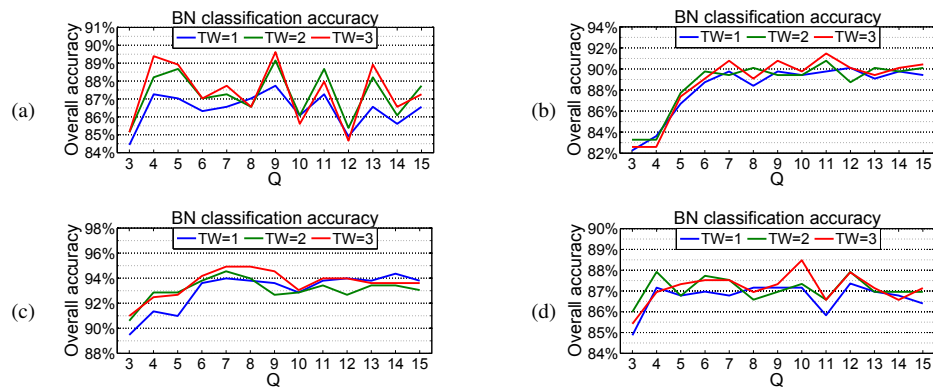 (a)
BN classification accuracy
Overall accuracy
TW=1 TW=2 TW=3
91%
90%
89%
88%
87%
86%
85%
84%
3 4 5 6 7 8 9 10 11 12 13 14 15
Q
(b)
BN classification accuracy
Overall accuracy
TW=1 TW=2 TW=3
94%
92%
90%
88%
86%
84%
82%
3 4 5 6 7 8 9 10 11 12 13 14 15
Q
(c)
BN classification accuracy
Overall accuracy
TW=1 TW=2 TW=3
98%
96%
94%
92%
90%
88%
3 4 5 6 7 8 9 10 11 12 13 14 15
Q
(d)
BN classification accuracy
Overall accuracy
TW=1 TW=2 TW=3
90%
89%
88%
87%
86%
85%
84%
3 4 5 6 7 8 9 10 11 12 13 14 15
Q